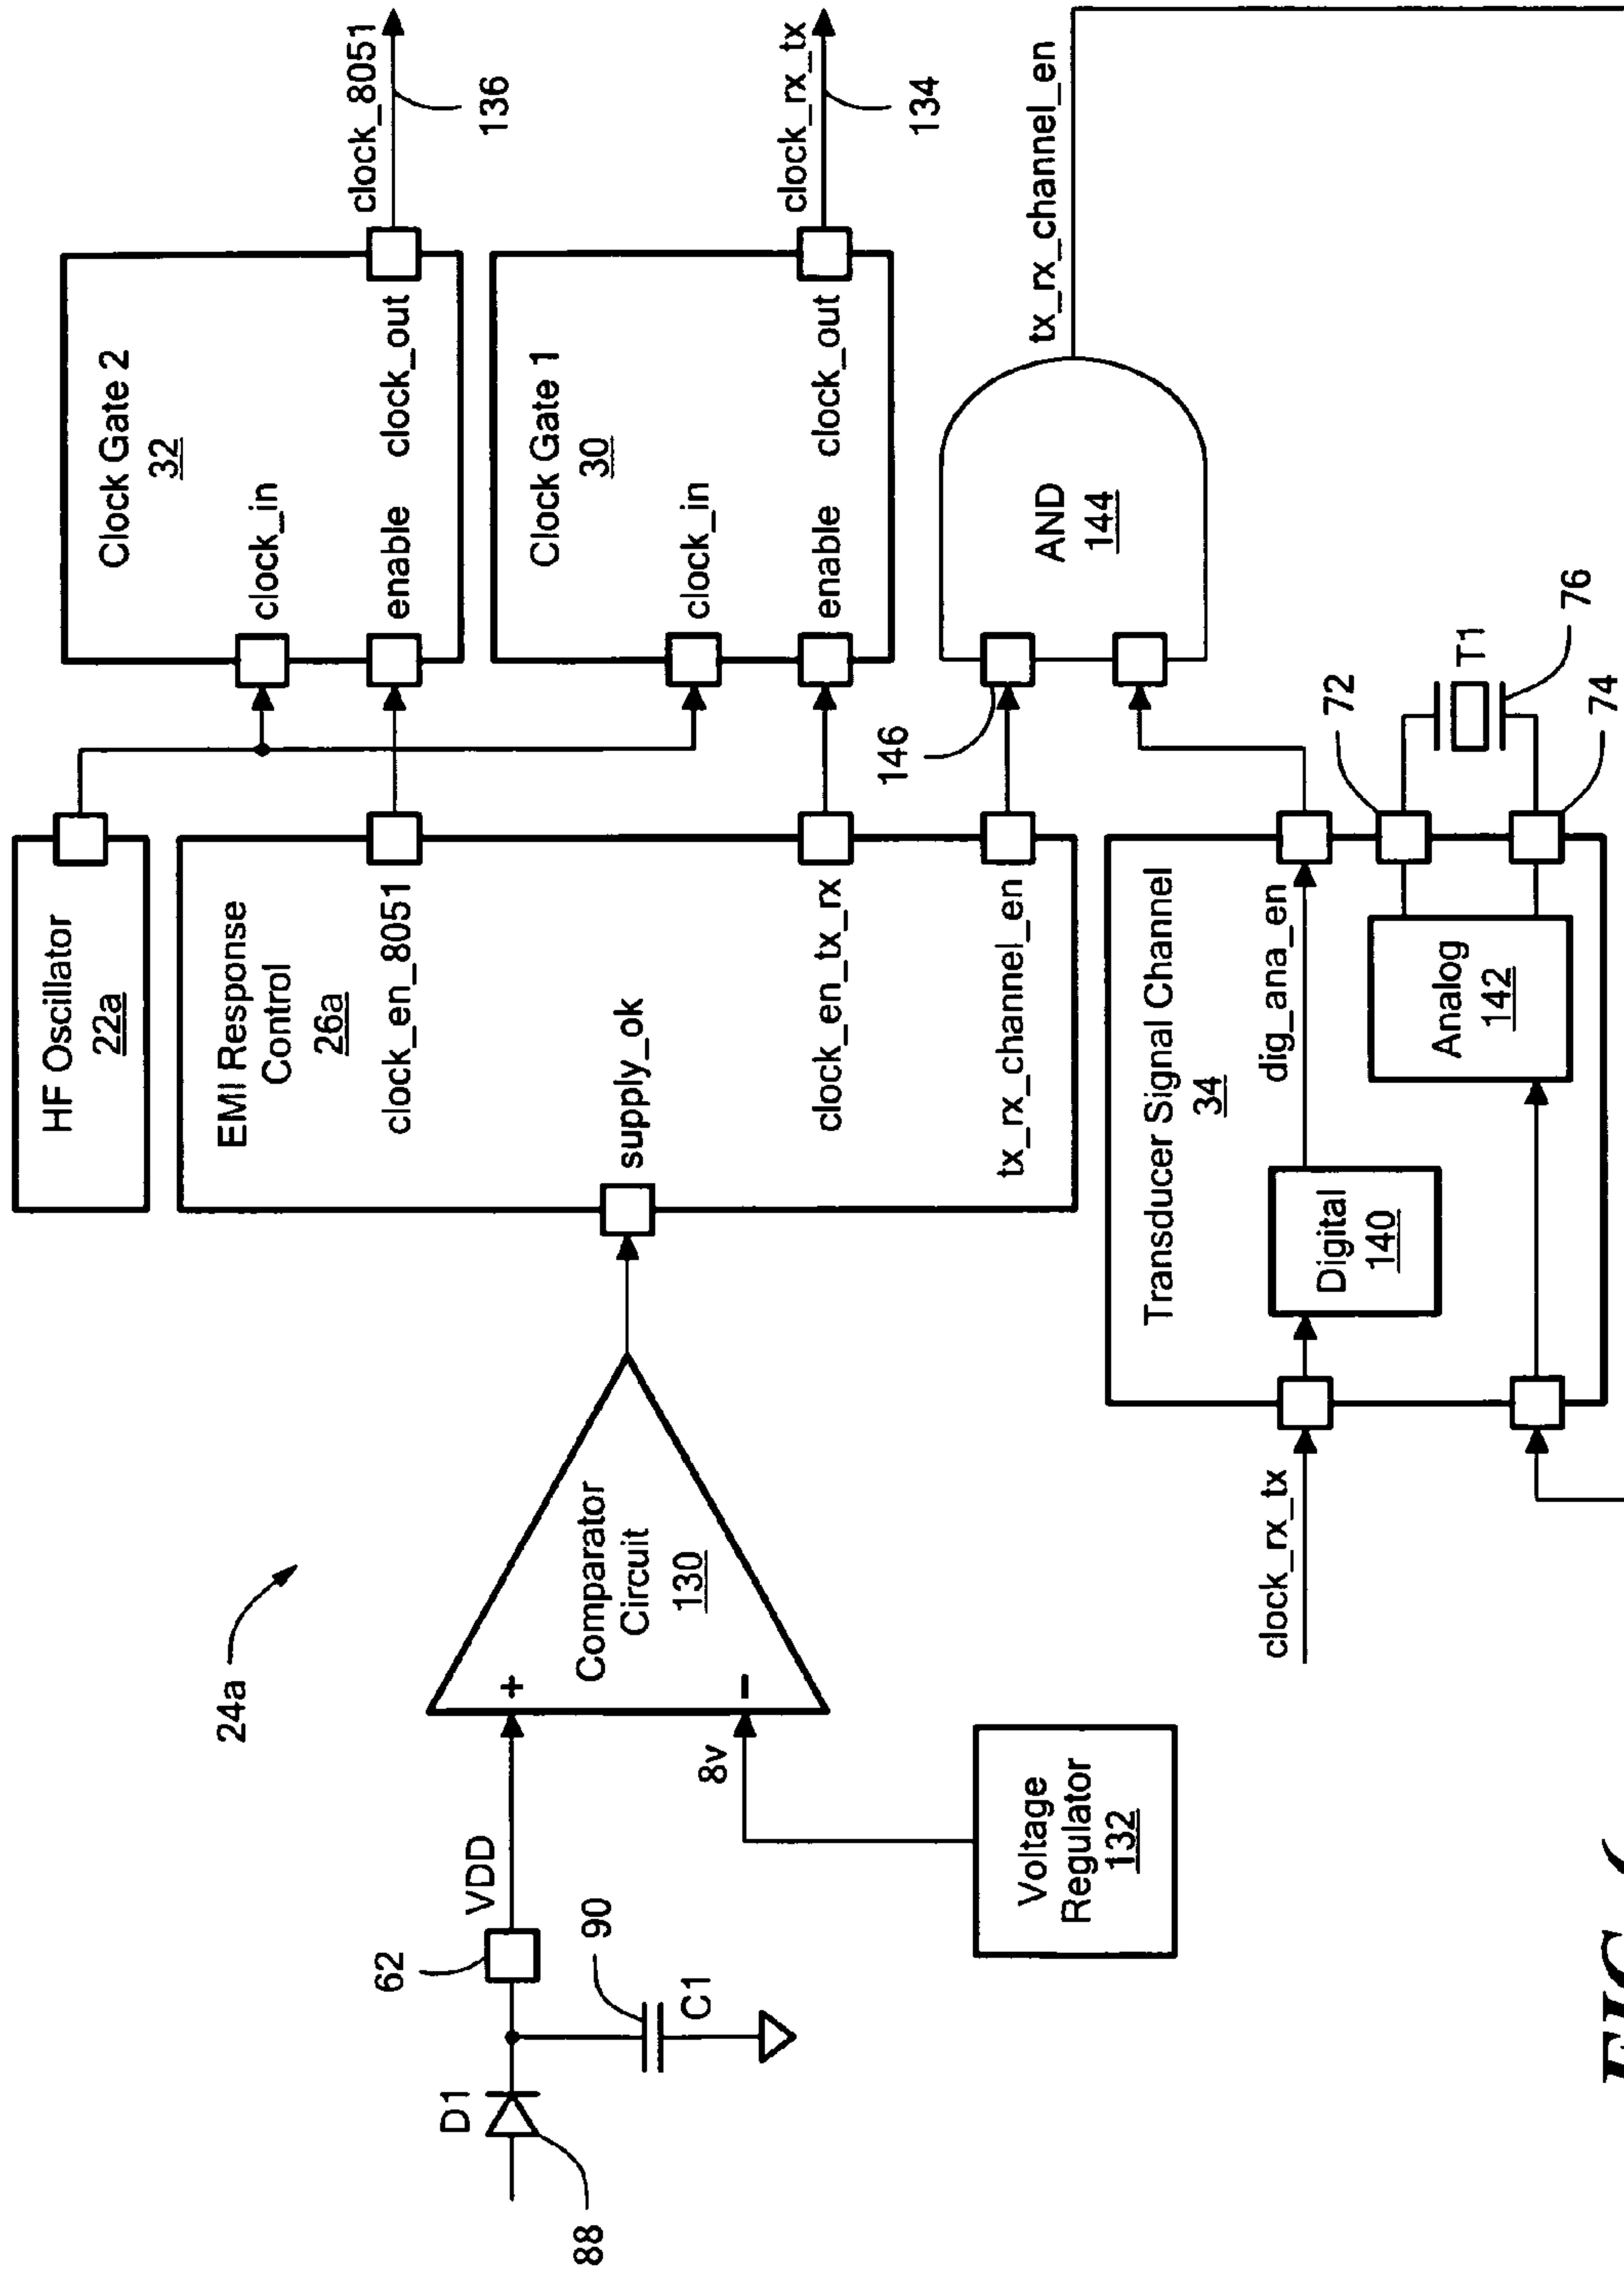 24a
HF Oscillator
22a
EMI Response
Control
26a
clock_en_8051
supply_ok
clock_en_tx_rx
tx_rx_channel_en
Clock Gate 2
32
clock_in
enable
clock_out
clock_8051
136
Clock Gate 1
30
clock_in
enable
clock_out
clock_rx_tx
134
D1
88
62
VDD
90
C1
+
8v
–
Comparator
Circuit
130
Voltage
Regulator
132
146
AND
144
tx_rx_channel_en
clock_rx_tx
Transducer Signal Channel
34
Digital
140
dig_ana_en
Analog
142
72
T1
76
74